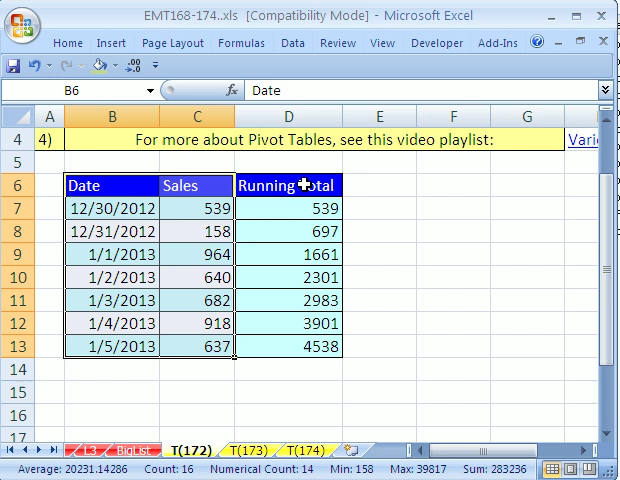 EMT168-174..xls [Compatibility Mode] - Microsoft Excel
Home Insert Page Layout Formulas Data Review View Developer Add-Ins
B6 fx Date
A B C D E F G
4 4) For more about Pivot Tables, see this video playlist: Vari
5
6 Date Sales Running Total
7 12/30/2012 539 539
8 12/31/2012 158 697
9 1/1/2013 964 1661
10 1/2/2013 640 2301
11 1/3/2013 682 2983
12 1/4/2013 918 3901
13 1/5/2013 637 4538
14
15
16
17
L3 BigList T(172) T(173) T(174)
Average: 20231.14286 Count: 16 Numerical Count: 14 Min: 158 Max: 39817 Sum: 283236